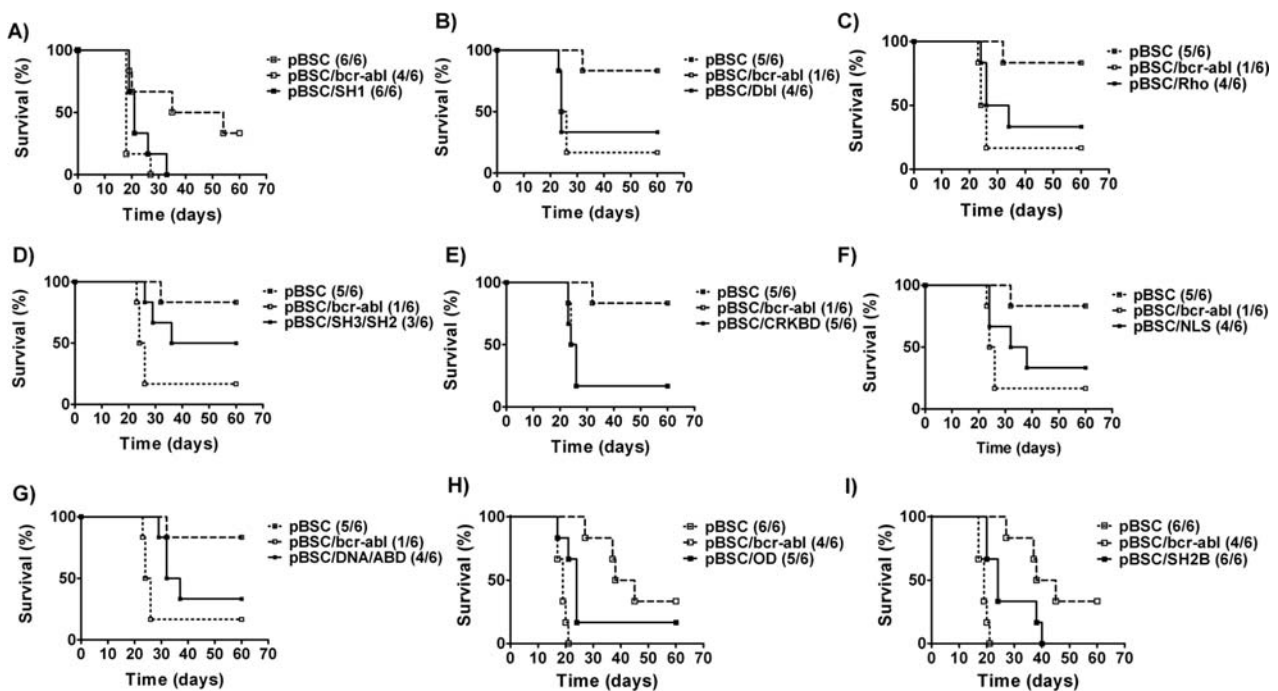 A)
Survival (%)
100
50
0
0 10 20 30 40 50 60 70
Time (days)
pBSC (6/6)
pBSC/bcr-abl (4/6)
pBSC/SH1 (6/6)
B)
Survival (%)
100
50
0
0 10 20 30 40 50 60 70
Time (days)
pBSC (5/6)
pBSC/bcr-abl (1/6)
pBSC/Dbl (4/6)
C)
Survival (%)
100
50
0
0 10 20 30 40 50 60 70
Time (days)
pBSC (5/6)
pBSC/bcr-abl (1/6)
pBSC/Rho (4/6)
D)
Survival (%)
100
50
0
0 10 20 30 40 50 60 70
Time (days)
pBSC (5/6)
pBSC/bcr-abl (1/6)
pBSC/SH3/SH2 (3/6)
E)
Survival (%)
100
50
0
0 10 20 30 40 50 60 70
Time (days)
pBSC (5/6)
pBSC/bcr-abl (1/6)
pBSC/CRKBD (5/6)
F)
Survival (%)
100
50
0
0 10 20 30 40 50 60 70
Time (days)
pBSC (5/6)
pBSC/bcr-abl (1/6)
pBSC/NLS (4/6)
G)
Survival (%)
100
50
0
0 10 20 30 40 50 60 70
Time (days)
pBSC (5/6)
pBSC/bcr-abl (1/6)
pBSC/DNA/ABD (4/6)
H)
Survival (%)
100
50
0
0 10 20 30 40 50 60 70
Time (days)
pBSC (6/6)
pBSC/bcr-abl (4/6)
pBSC/OD (5/6)
I)
Survival (%)
100
50
0
0 10 20 30 40 50 60 70
Time (days)
pBSC (6/6)
pBSC/bcr-abl (4/6)
pBSC/SH2B (6/6)